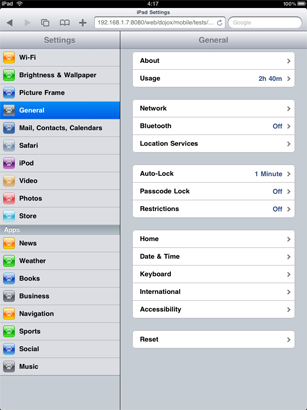 iPad
4:17
100%
iPad Settings
192.168.1.7:8080/web/dojox/mobile/tests/...
Google
Settings
General
Wi-Fi
Brightness & Wallpaper
Picture Frame
General
Mail, Contacts, Calendars
Safari
iPod
Video
Photos
Store
Apps
News
Weather
Books
Business
Navigation
Sports
Social
Music
About
Usage 2h 40m
Network
Bluetooth Off
Location Services
Auto-Lock 1 Minute
Passcode Lock Off
Restrictions Off
Home
Date & Time
Keyboard
International
Accessibility
Reset